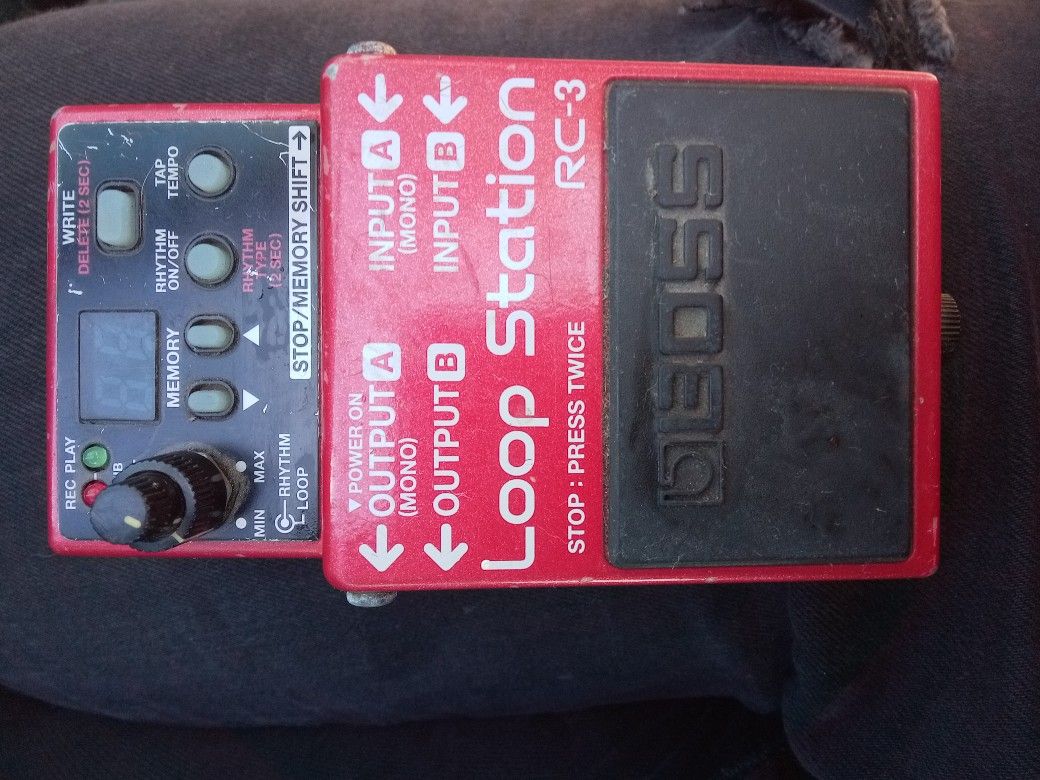 WRITE
DELETE (2 SEC)
TAP
TEMPO
RHYTHM
ON/OFF
RHYTHM
TYPE
(2 SEC)
MEMORY
▼ ▲
REC PLAY
MIN MAX
RHYTHM
LOOP
STOP/MEMORY SHIFT →
▼POWER ON
←OUTPUT A
(MONO)
INPUT A ←
(MONO)
←OUTPUT B
INPUT B ←
Loop Station
STOP : PRESS TWICE
RC-3
BOSS